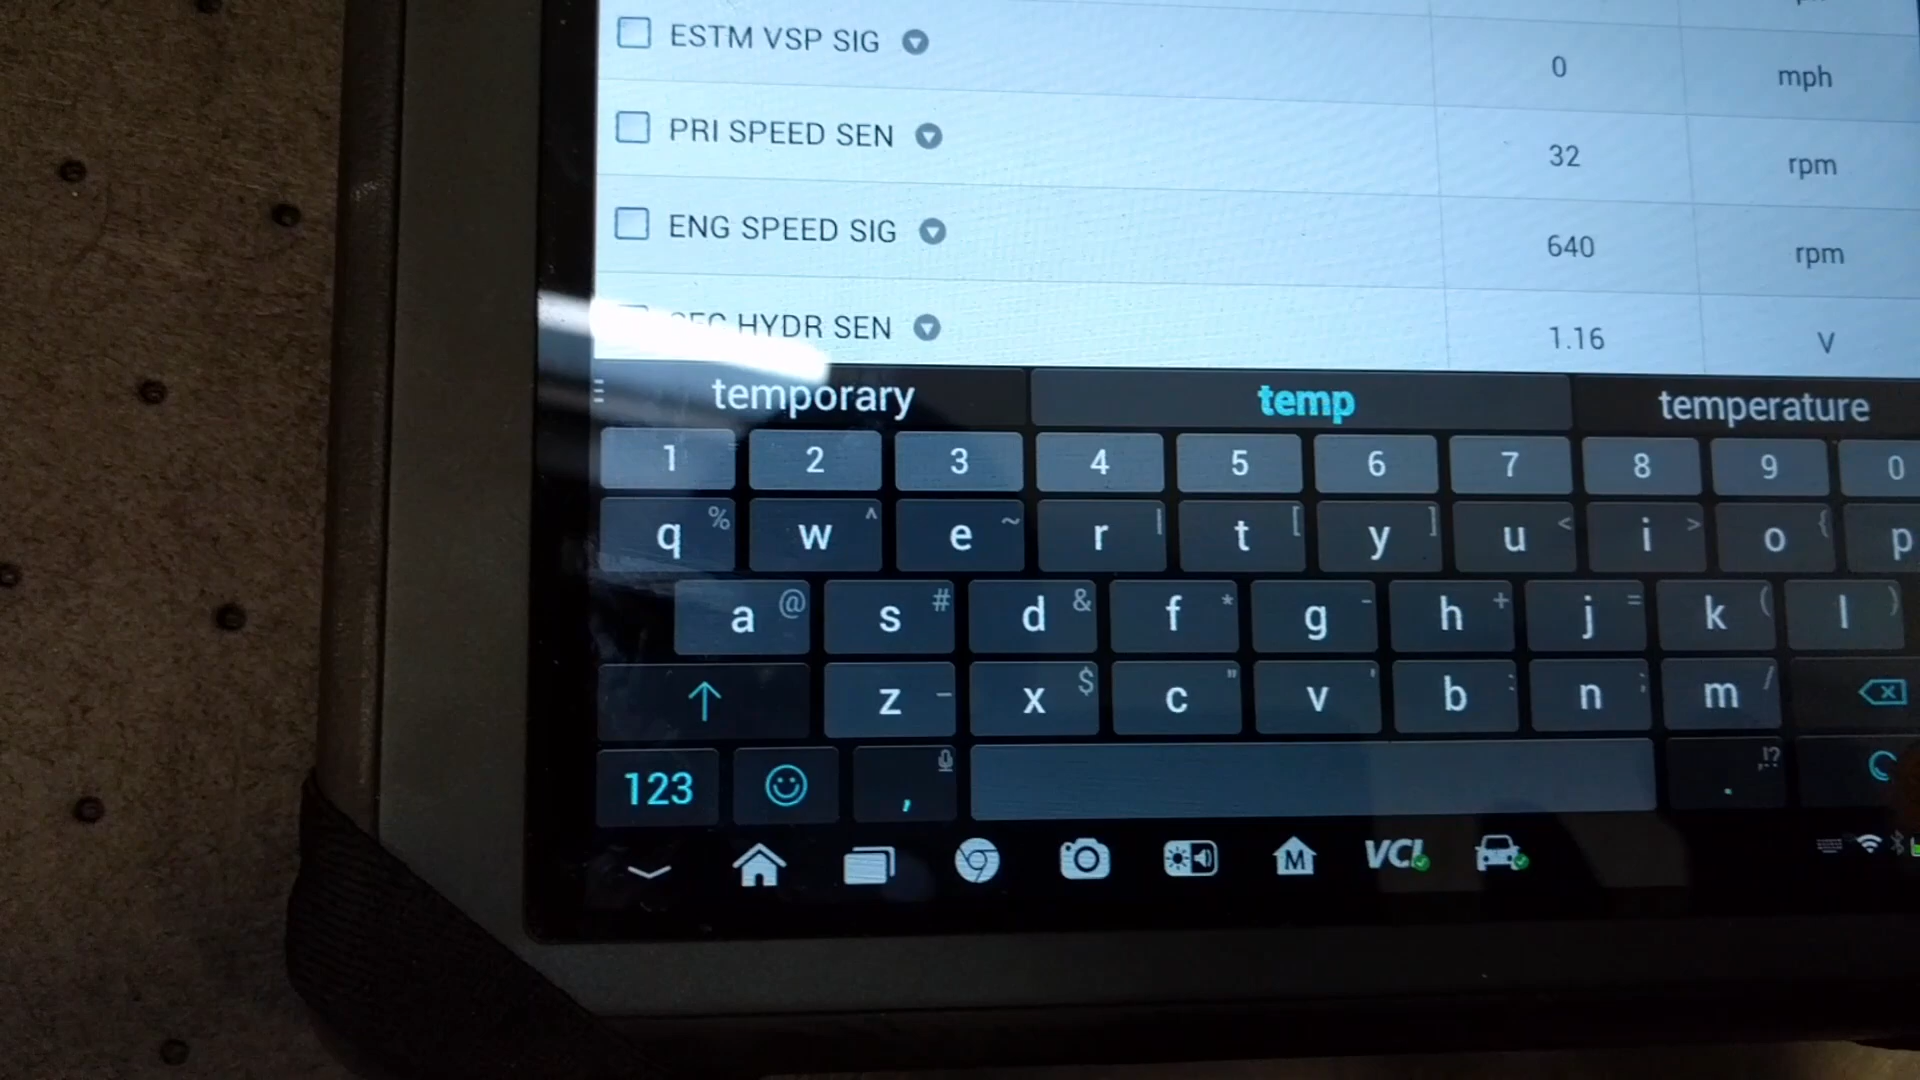 ESTM VSP SIG 0 mph
PRI SPEED SEN 32 rpm
ENG SPEED SIG 640 rpm
SEC HYDR SEN 1.16 V
temporary temp temperature
1 2 3 4 5 6 7 8 9 0
q % w ^ e ~ r | t [ y ] u < i > o { p
a @ s # d & f * g - h + j = k ( l )
z _ x $ c " v ' b : n ; m /
123 , . ,!?
M VCI